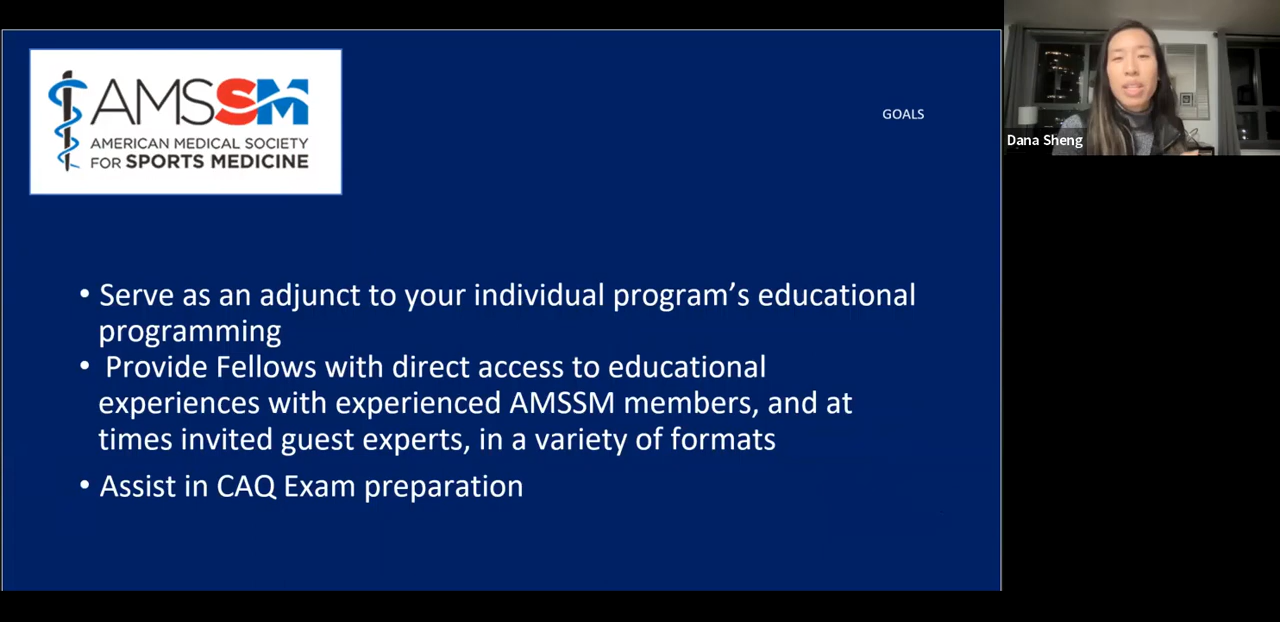 AMSSM
AMERICAN MEDICAL SOCIETY
FOR SPORTS MEDICINE
GOALS
Dana Sheng
• Serve as an adjunct to your individual program’s educational
programming
• Provide Fellows with direct access to educational
experiences with experienced AMSSM members, and at
times invited guest experts, in a variety of formats
• Assist in CAQ Exam preparation